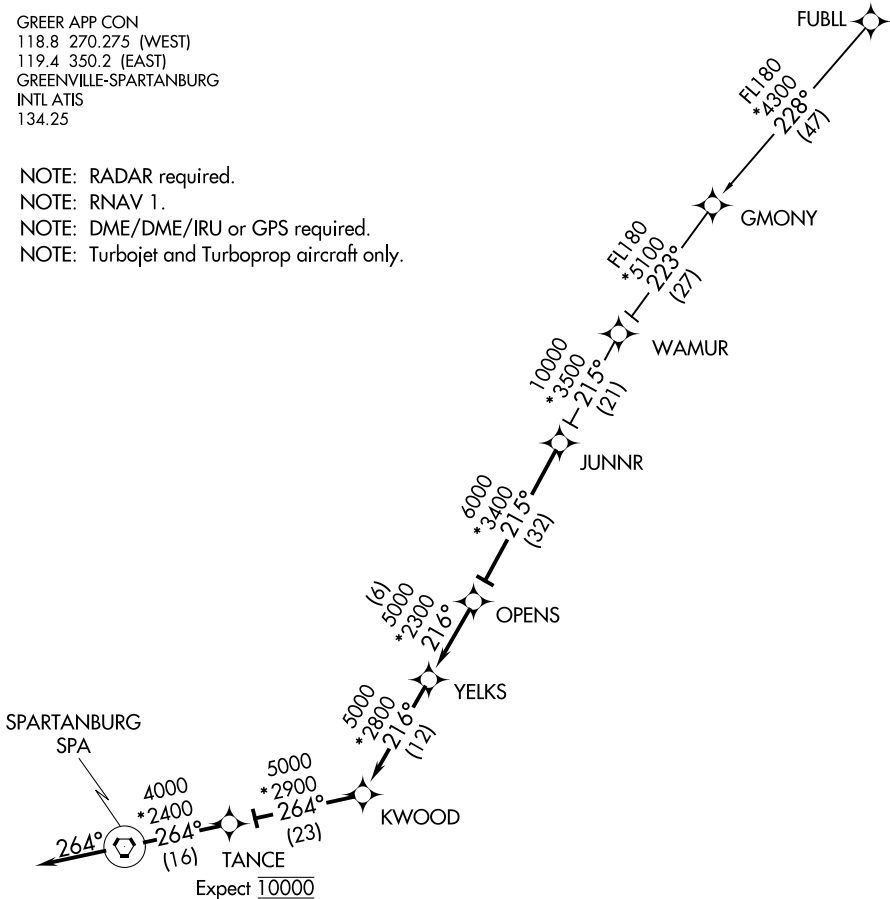 GREER APP CON
118.8 270.275 (WEST)
119.4 350.2 (EAST)
GREENVILLE-SPARTANBURG
INTL ATIS
134.25
NOTE: RADAR required.
NOTE: RNAV 1.
NOTE: DME/DME/IRU or GPS required.
NOTE: Turbojet and Turboprop aircraft only.
FUBLL
FL180
*4300
228°
(47)
GMONY
FL180
*5100
223°
(27)
WAMUR
10000
*3500
215°
(21)
JUNNR
6000
*3400
215°
(32)
OPENS
(6)
5000
*2300
216°
YELKS
5000
*2800
216°
(12)
KWOOD
5000
*2900
264°
(23)
TANCE
Expect 10000
4000
*2400
264°
(16)
SPARTANBURG
SPA
264°